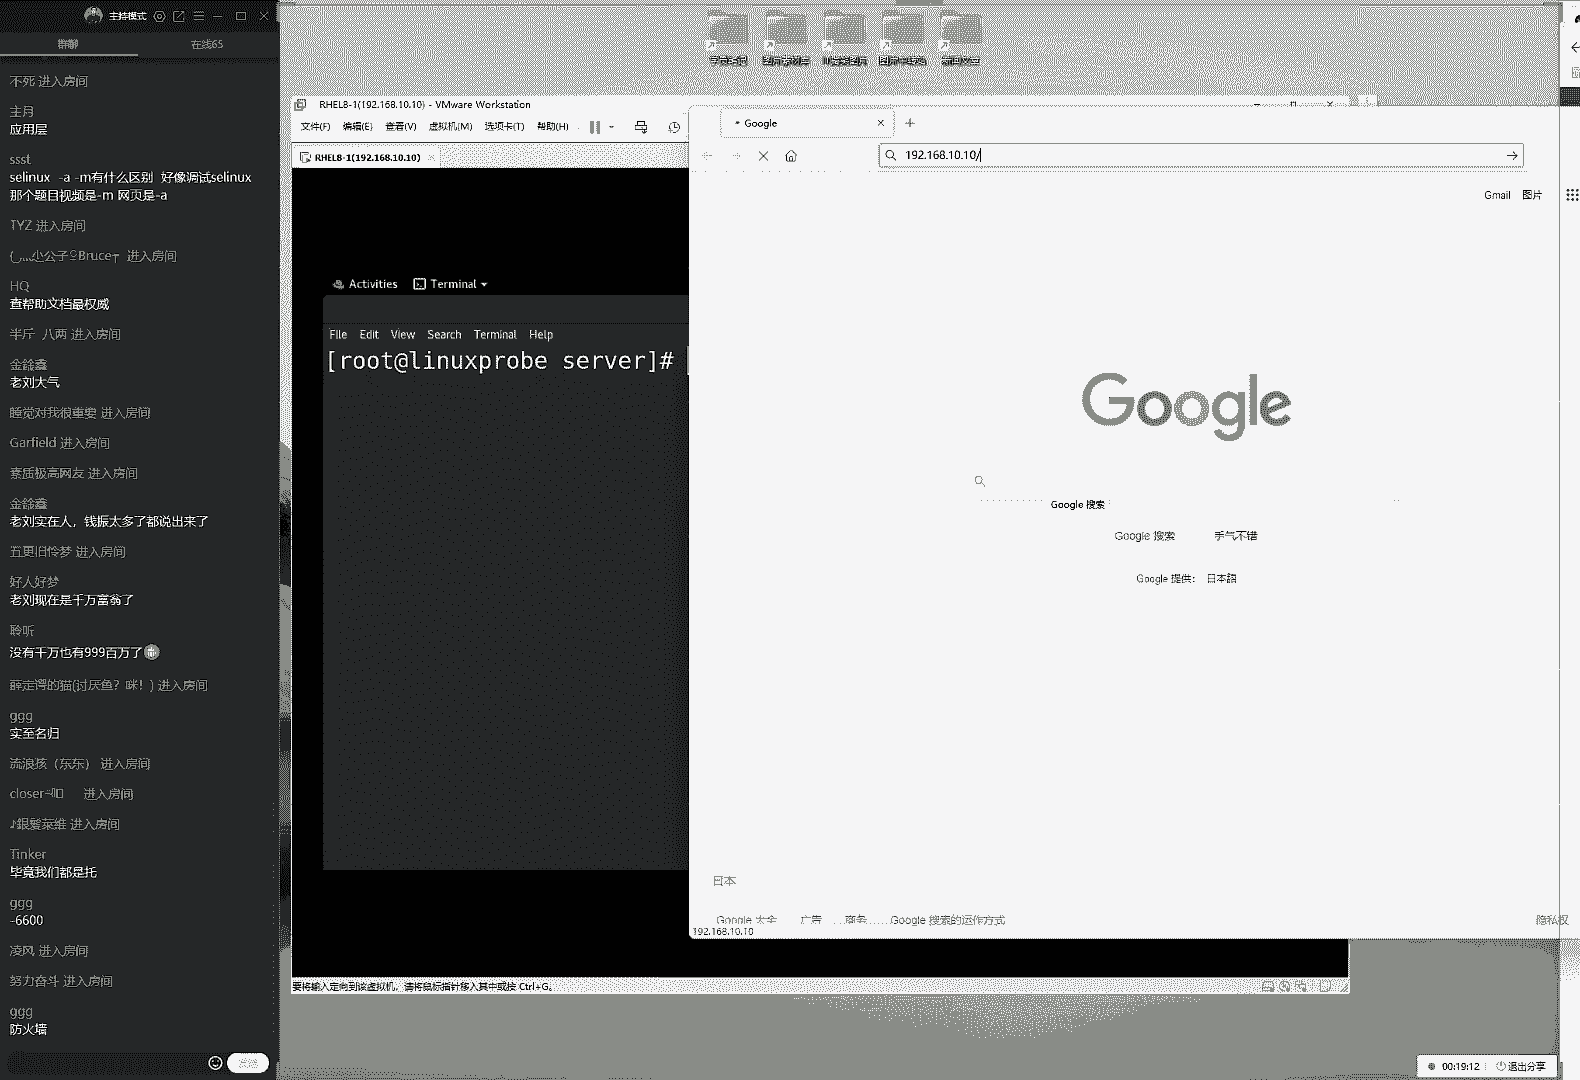 主持模式
群聊
在线65
不死 进入房间
主月
应用层
ssst
selinux -a -m有什么区别 好像调试selinux
那个题目视频是-m 网页是-a
TYZ 进入房间
进入房间
HQ
查帮助文档最权威
半斤 八两 进入房间
老刘大气
睡觉对我很重要 进入房间
Garfield 进入房间
素质极高网友 进入房间
老刘实在人，钱振太多了都说出来了
五更旧怜梦 进入房间
好人好梦
老刘现在是千万富翁了
聆听
没有千万也有999百万了
薛定谔的猫(讨厌鱼？咪！) 进入房间
ggg
实至名归
流浪孩（东东） 进入房间
进入房间
进入房间
Tinker
毕竟我们都是托
ggg
-6600
凌风 进入房间
努力奋斗 进入房间
ggg
防火墙
发送
RHEL8-1(192.168.10.10) - VMware Workstation
文件(F) 编辑(E) 查看(V) 虚拟机(M) 选项卡(T) 帮助(H)
RHEL8-1(192.168.10.10)
Activities Terminal
File Edit View Search Terminal Help
[root@linuxprobe server]#
Google
192.168.10.10/
Gmail 图片
Google
Google 搜索
Google 搜索 手气不错
Google 提供： 日本語
日本
Google 大全 广告 商务 Google 搜索的运作方式
隐私权
192.168.10.10
要将输入定向到该虚拟机，请将鼠标指针移入其中或按 Ctrl+G。
00:19:12 退出分享